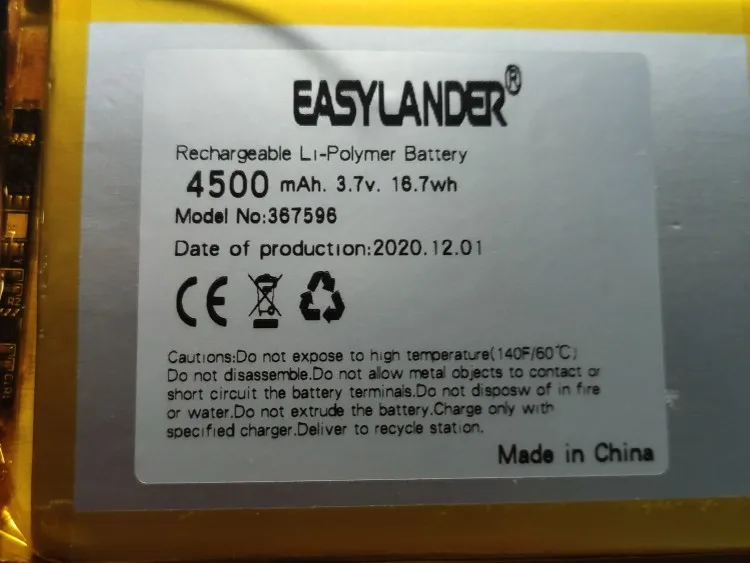 EASYLANDER®
Rechargeable Li-Polymer Battery
4500 mAh. 3.7v. 16.7wh
Model No:367596
Date of production:2020.12.01
CE
Cautions:Do not expose to high temperature(140F/60℃)
Do not disassemble.Do not allow metal objects to contact or
short circuit the battery terminais.Do not disposw of in fire
or water.Do not extrude the battery.Charge only with
specified charger.Deliver to recycle station.
Made in China